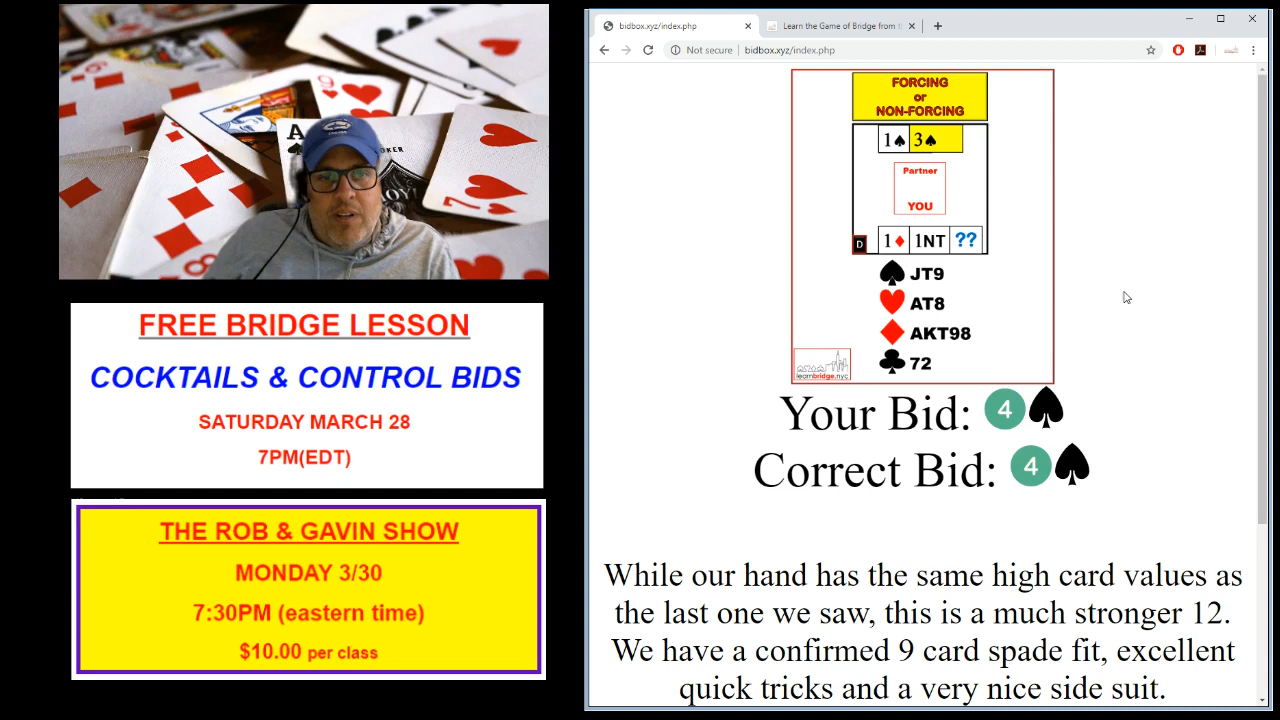 A
JOKER
7
8
FREE BRIDGE LESSON
COCKTAILS & CONTROL BIDS
SATURDAY MARCH 28
7PM(EDT)
THE ROB & GAVIN SHOW
MONDAY 3/30
7:30PM (eastern time)
$10.00 per class
bidbox.xyz/index.php
Learn the Game of Bridge from t
Not secure | bidbox.xyz/index.php
FORCING
or
NON-FORCING
1♠ 3♠
Partner
YOU
D 1♦ 1NT ??
♠ JT9
♥ AT8
♦ AKT98
♣ 72
learnbridge.nyc
Your Bid: 4♠
Correct Bid: 4♠
While our hand has the same high card values as
the last one we saw, this is a much stronger 12.
We have a confirmed 9 card spade fit, excellent
quick tricks and a very nice side suit.